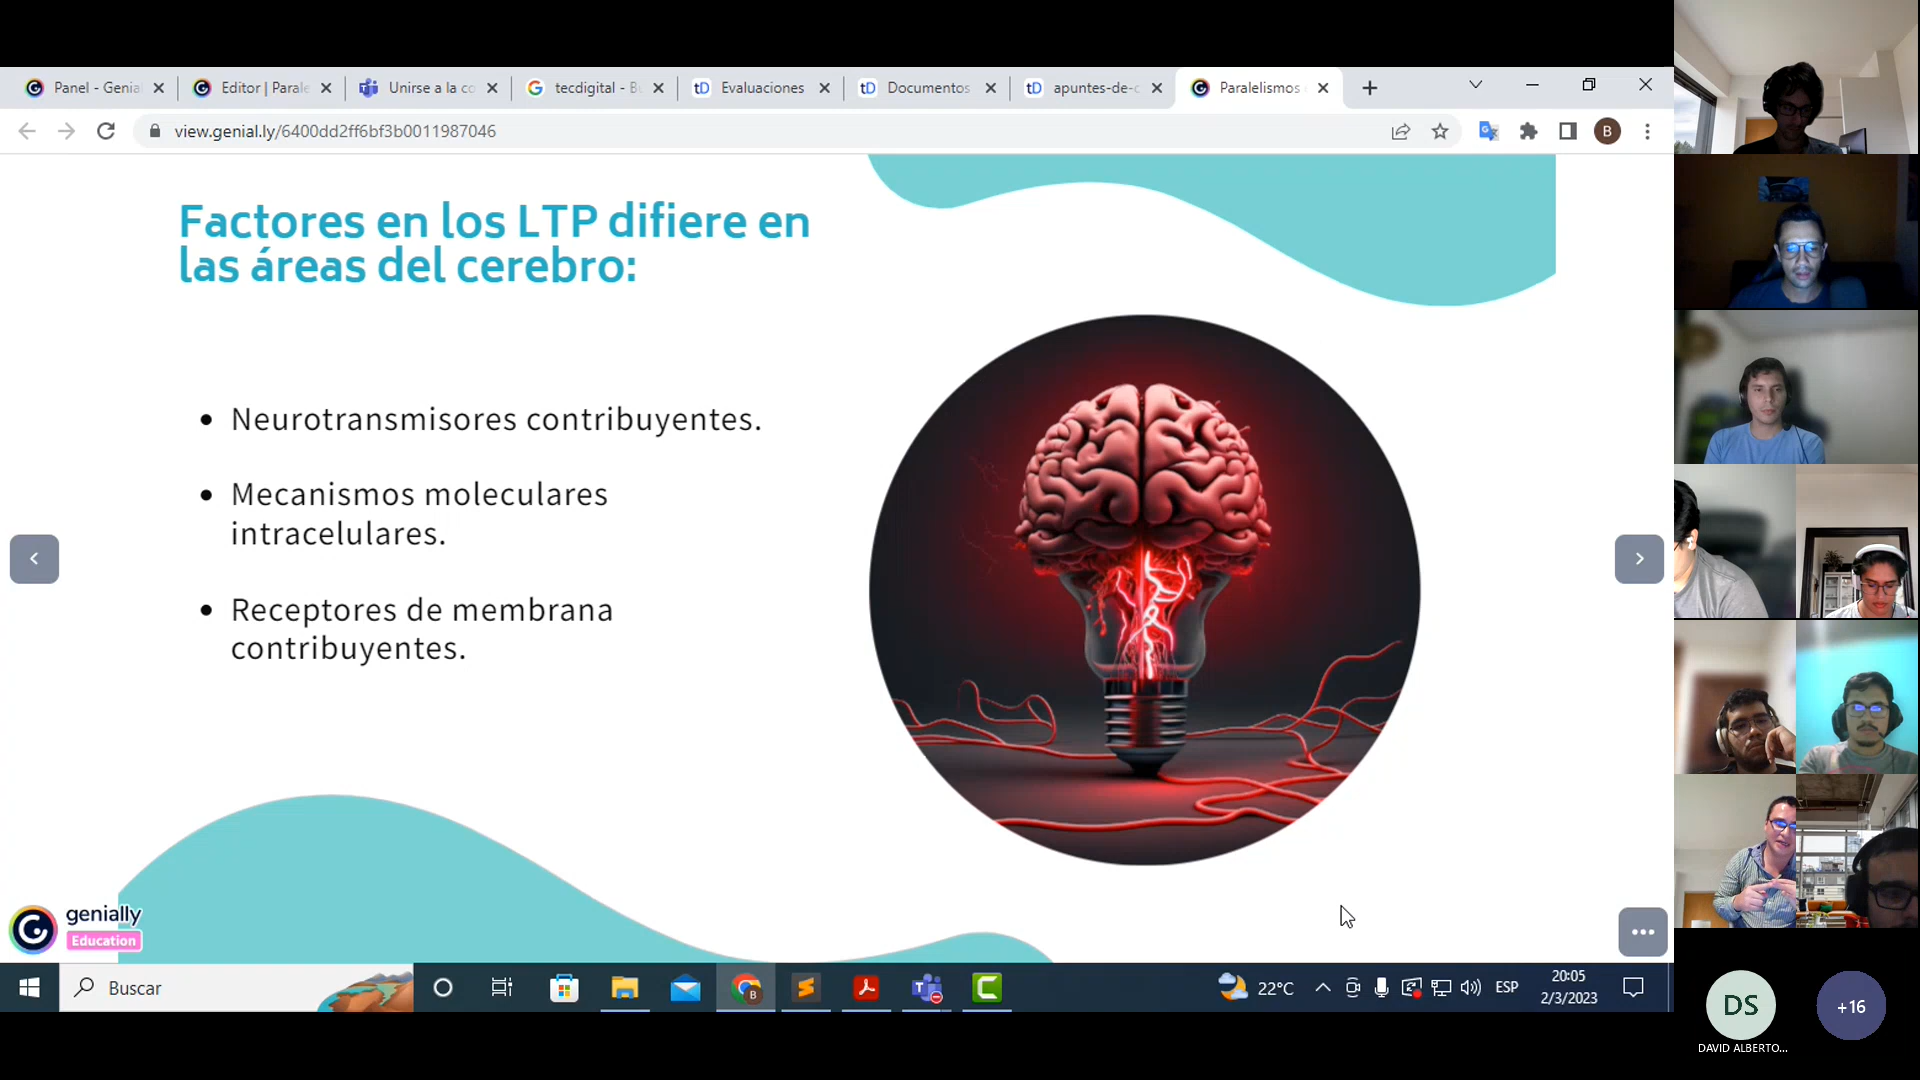 Panel - Genia
Editor | Parale
Unirse a la co
tecdigital - Bu
Evaluaciones
Documentos
apuntes-de-c
Paralelismos
view.genial.ly/6400dd2ff6bf3b0011987046
B
Factores en los LTP difiere en
las áreas del cerebro:
• Neurotransmisores contribuyentes.
• Mecanismos moleculares
intracelulares.
• Receptores de membrana
contribuyentes.
genially
Education
Buscar
22°C
ESP
20:05
2/3/2023
DS
+16
DAVID ALBERTO...